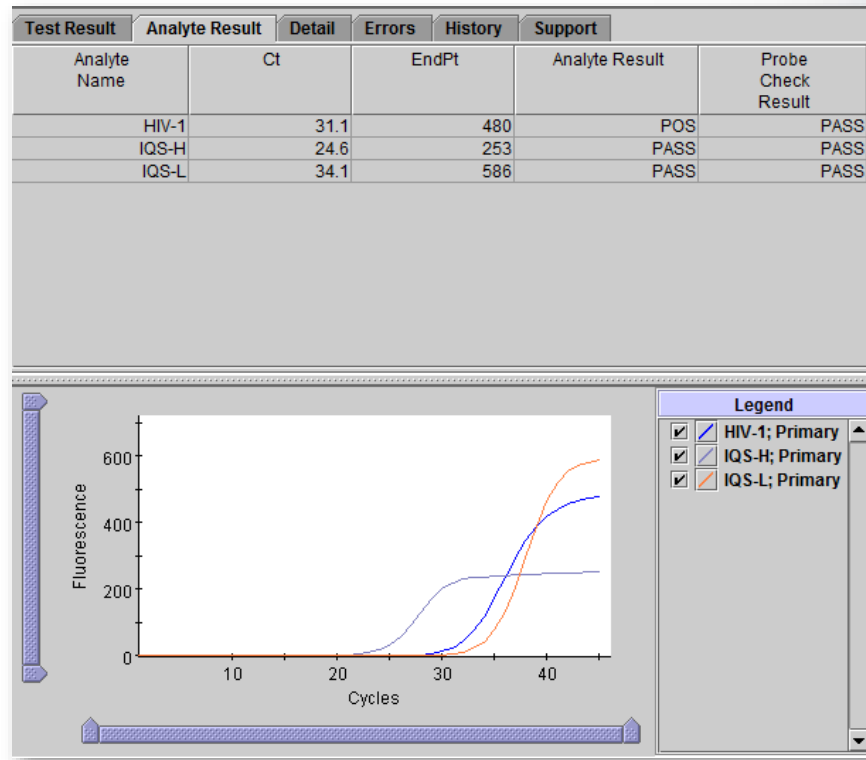 Test Result Analyte Result Detail Errors History Support
Analyte Name Ct EndPt Analyte Result Probe Check Result
HIV-1 31.1 480 POS PASS
IQS-H 24.6 253 PASS PASS
IQS-L 34.1 586 PASS PASS
Legend
HIV-1; Primary
IQS-H; Primary
IQS-L; Primary
Fluorescence
600
400
200
0
10 20 30 40
Cycles